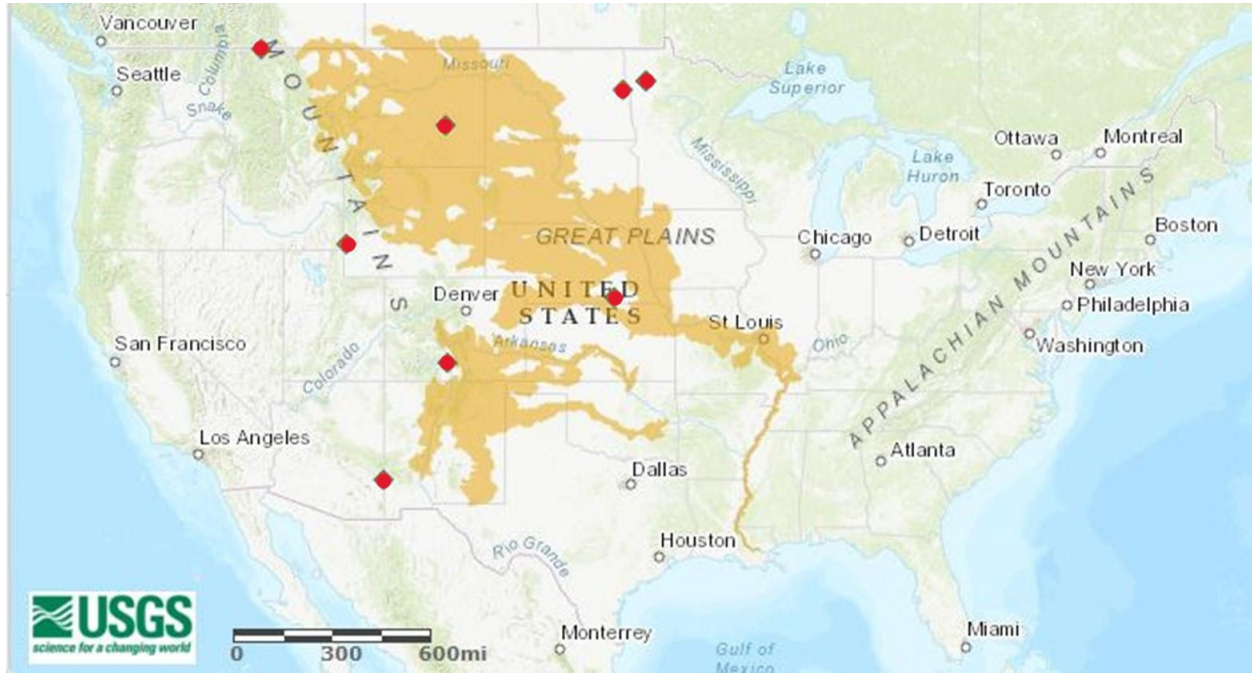 Vancouver
Columbia
Seattle
Snake
MOUNTAINS
Missouri
Lake
Superior
Mississippi
Ottawa
Montreal
Lake
Huron
Toronto
Boston
GREAT PLAINS
Chicago
Detroit
New York
Philadelphia
Washington
APPALACHIAN MOUNTAINS
Denver
UNITED
STATES
St Louis
Ohio
Arkansas
San Francisco
Colorado
Los Angeles
Atlanta
Dallas
Houston
Rio Grande
Monterrey
Miami
Gulf of
Mexico
USGS
science for a changing world
0 300 600mi